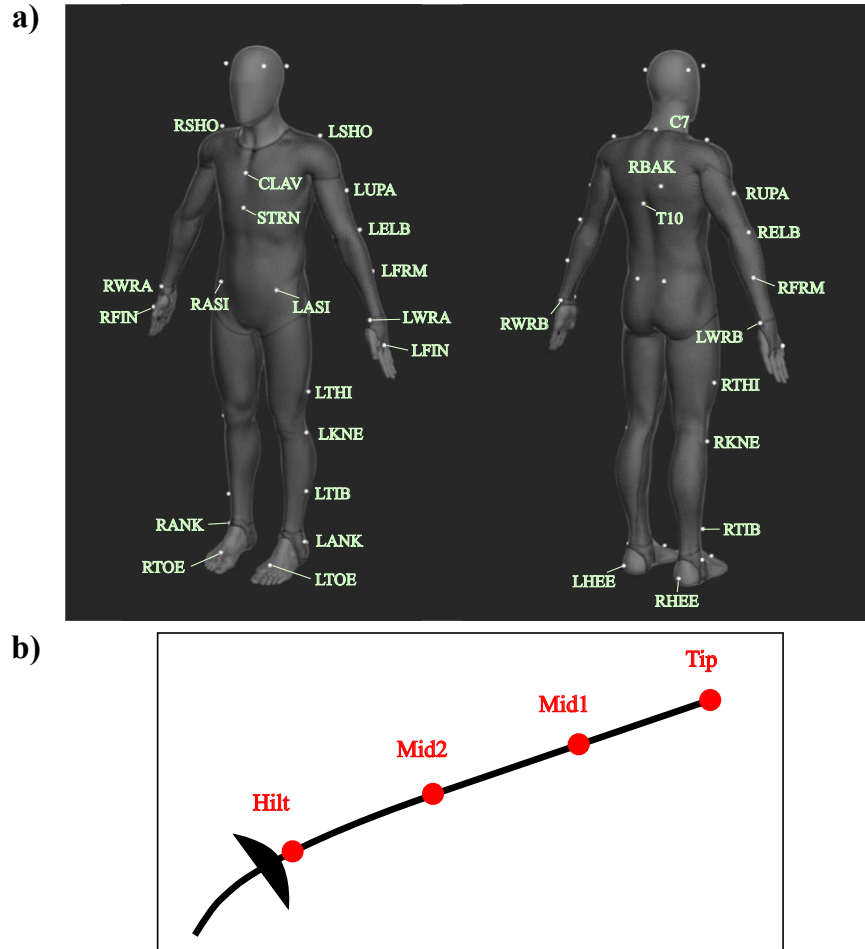 a)
RSHO
LSHO
CLAV
LUPA
STRN
LELB
LFRM
RWRA
RASI
LASI
RFIN
LWRA
LFIN
LTHI
LKNE
LTIB
RANK
LANK
RTOE
LTOE
C7
RBAK
RUPA
T10
RELB
RFRM
RWRB
LWRB
RTHI
RKNE
RTIB
LHEE
RHEE
b)
Tip
Mid1
Mid2
Hilt